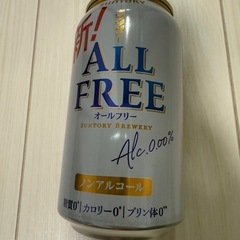 SUNTORY
新!
ALL
FREE
オールフリー
SUNTORY BREWERY
Alc.0.00%
ノンアルコール
糖質0*|カロリー0*|プリン体0*